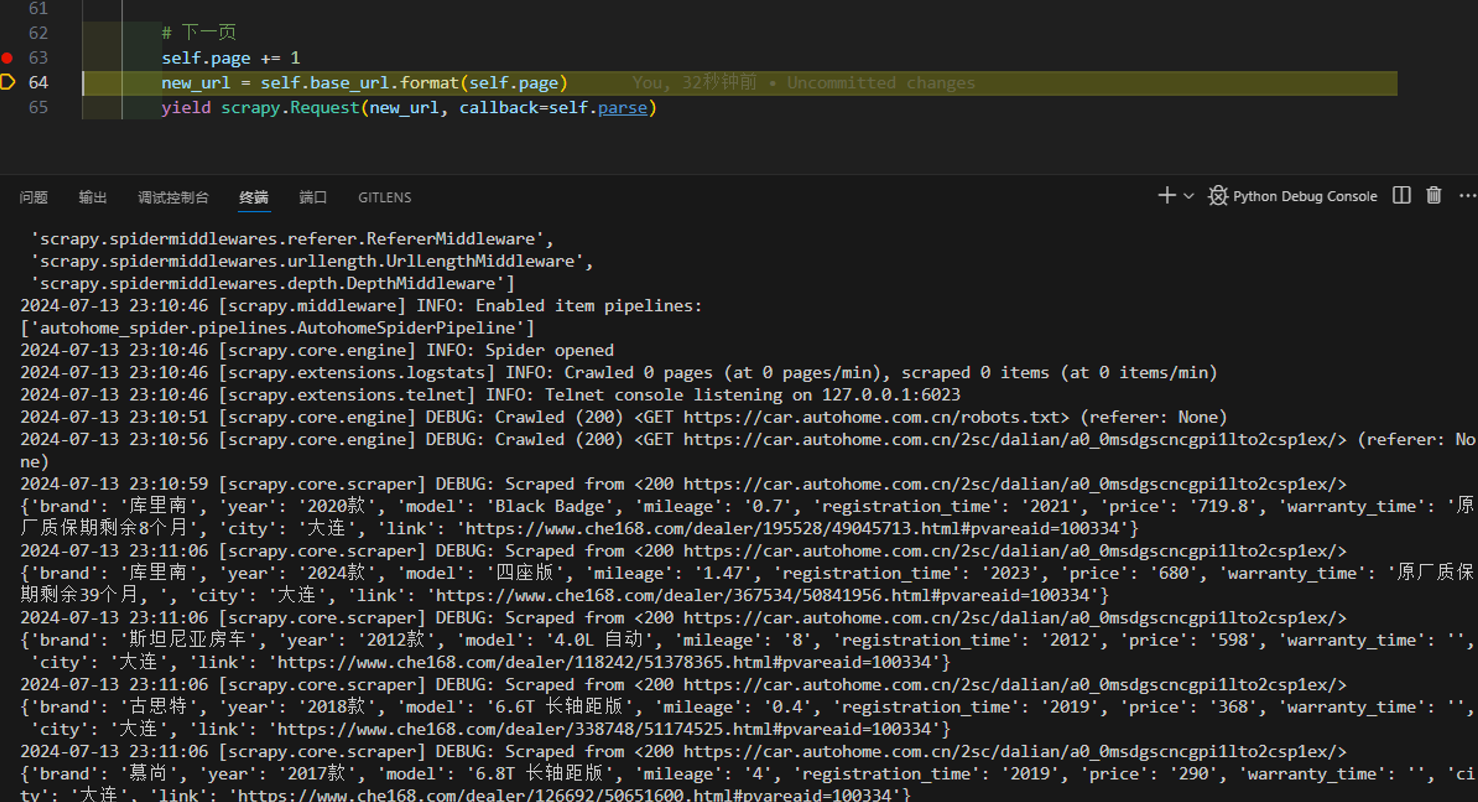 61
62 # 下一页
63 self.page += 1
64 new_url = self.base_url.format(self.page) You, 32秒钟前 • Uncommitted changes
65 yield scrapy.Request(new_url, callback=self.parse)
问题 输出 调试控制台 终端 端口 GITLENS Python Debug Console
'scrapy.spidermiddlewares.referer.RefererMiddleware',
'scrapy.spidermiddlewares.urllength.UrlLengthMiddleware',
'scrapy.spidermiddlewares.depth.DepthMiddleware']
2024-07-13 23:10:46 [scrapy.middleware] INFO: Enabled item pipelines:
['autohome_spider.pipelines.AutohomeSpiderPipeline']
2024-07-13 23:10:46 [scrapy.core.engine] INFO: Spider opened
2024-07-13 23:10:46 [scrapy.extensions.logstats] INFO: Crawled 0 pages (at 0 pages/min), scraped 0 items (at 0 items/min)
2024-07-13 23:10:46 [scrapy.extensions.telnet] INFO: Telnet console listening on 127.0.0.1:6023
2024-07-13 23:10:51 [scrapy.core.engine] DEBUG: Crawled (200) <GET https://car.autohome.com.cn/robots.txt> (referer: None)
2024-07-13 23:10:56 [scrapy.core.engine] DEBUG: Crawled (200) <GET https://car.autohome.com.cn/2sc/dalian/a0_0msdgscncgpi1lto2csp1ex/> (referer: No
ne)
2024-07-13 23:10:59 [scrapy.core.scraper] DEBUG: Scraped from <200 https://car.autohome.com.cn/2sc/dalian/a0_0msdgscncgpi1lto2csp1ex/>
{'brand': '库里南', 'year': '2020款', 'model': 'Black Badge', 'mileage': '0.7', 'registration_time': '2021', 'price': '719.8', 'warranty_time': '原
厂质保期剩余8个月', 'city': '大连', 'link': 'https://www.che168.com/dealer/195528/49045713.html#pvareaid=100334'}
2024-07-13 23:11:06 [scrapy.core.scraper] DEBUG: Scraped from <200 https://car.autohome.com.cn/2sc/dalian/a0_0msdgscncgpi1lto2csp1ex/>
{'brand': '库里南', 'year': '2024款', 'model': '四座版', 'mileage': '1.47', 'registration_time': '2023', 'price': '680', 'warranty_time': '原厂质保
期剩余39个月, ', 'city': '大连', 'link': 'https://www.che168.com/dealer/367534/50841956.html#pvareaid=100334'}
2024-07-13 23:11:06 [scrapy.core.scraper] DEBUG: Scraped from <200 https://car.autohome.com.cn/2sc/dalian/a0_0msdgscncgpi1lto2csp1ex/>
{'brand': '斯坦尼亚房车', 'year': '2012款', 'model': '4.0L 自动', 'mileage': '8', 'registration_time': '2012', 'price': '598', 'warranty_time': '',
'city': '大连', 'link': 'https://www.che168.com/dealer/118242/51378365.html#pvareaid=100334'}
2024-07-13 23:11:06 [scrapy.core.scraper] DEBUG: Scraped from <200 https://car.autohome.com.cn/2sc/dalian/a0_0msdgscncgpi1lto2csp1ex/>
{'brand': '古思特', 'year': '2018款', 'model': '6.6T 长轴距版', 'mileage': '0.4', 'registration_time': '2019', 'price': '368', 'warranty_time': '',
'city': '大连', 'link': 'https://www.che168.com/dealer/338748/51174525.html#pvareaid=100334'}
2024-07-13 23:11:06 [scrapy.core.scraper] DEBUG: Scraped from <200 https://car.autohome.com.cn/2sc/dalian/a0_0msdgscncgpi1lto2csp1ex/>
{'brand': '慕尚', 'year': '2017款', 'model': '6.8T 长轴距版', 'mileage': '4', 'registration_time': '2019', 'price': '290', 'warranty_time': '', 'ci
ty': '大连', 'link': 'https://www.che168.com/dealer/126692/50651600.html#pvareaid=100334'}